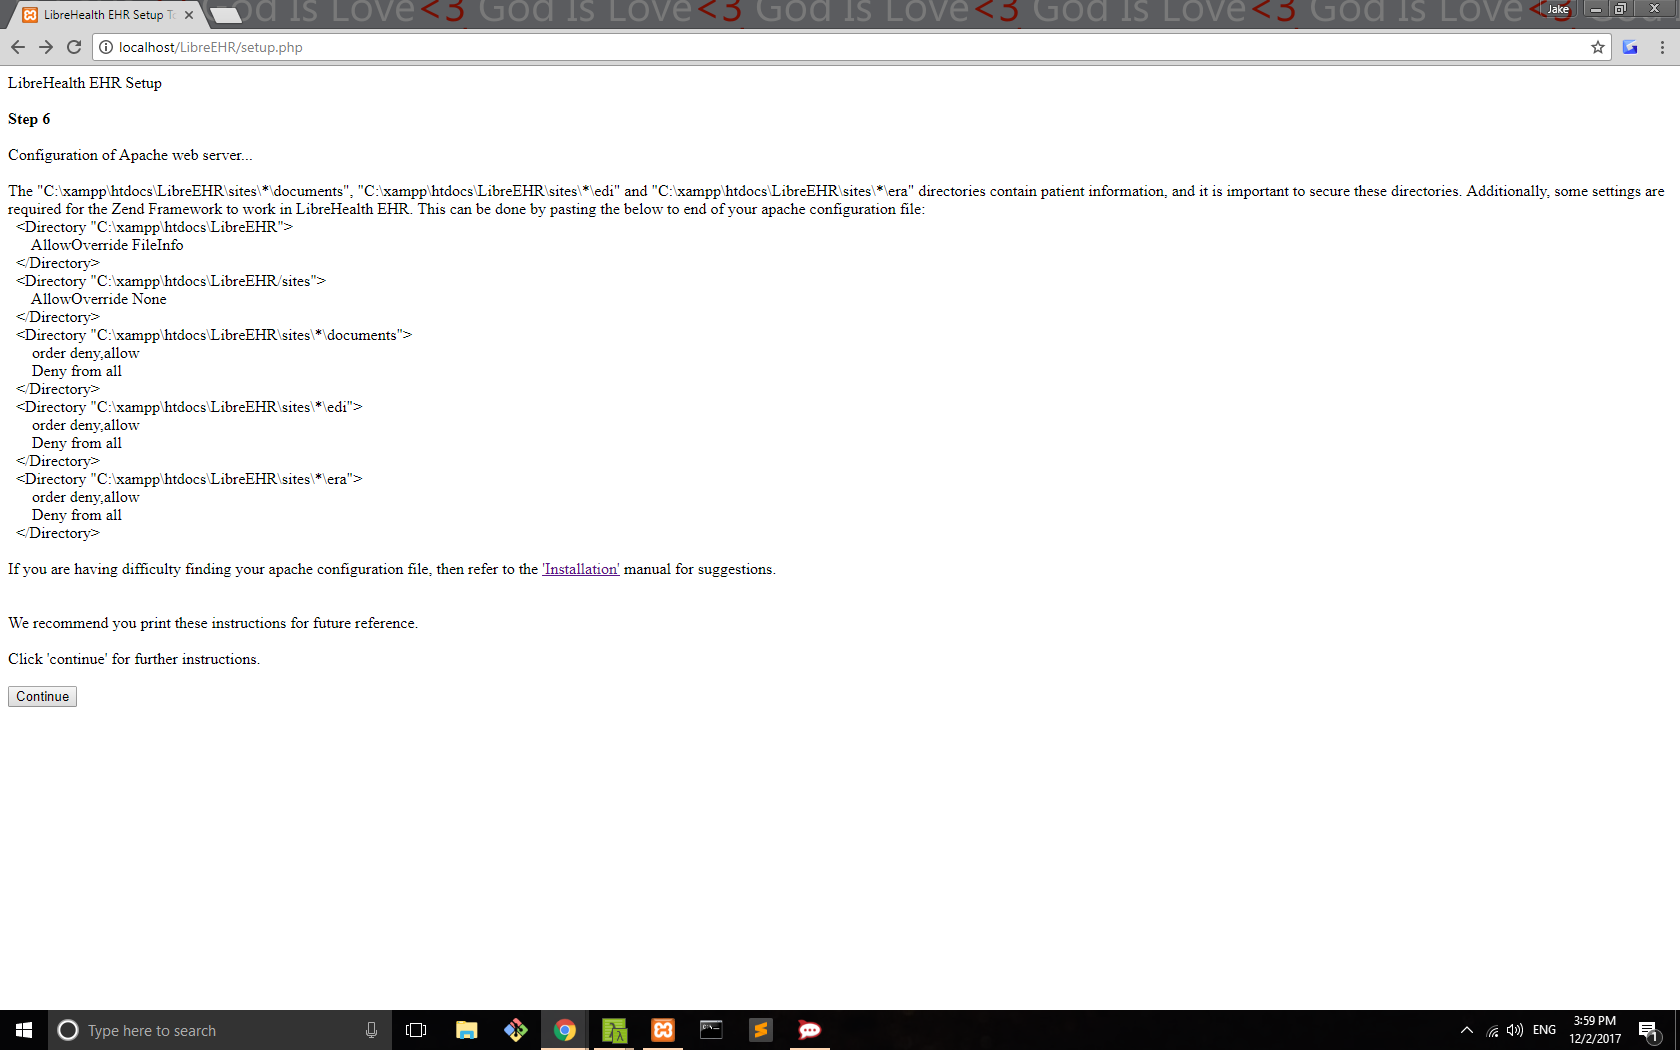 LibreHealth EHR Setup To
God Is Love <3 God Is Love <3 God Is Love <3 God Is Love <3 God Is Love <3 God Is
Jake
localhost/LibreEHR/setup.php
LibreHealth EHR Setup
Step 6
Configuration of Apache web server...
The "C:\xampp\htdocs\LibreEHR\sites\*\documents", "C:\xampp\htdocs\LibreEHR\sites\*\edi" and "C:\xampp\htdocs\LibreEHR\sites\*\era" directories contain patient information, and it is important to secure these directories. Additionally, some settings are
required for the Zend Framework to work in LibreHealth EHR. This can be done by pasting the below to end of your apache configuration file:
<Directory "C:\xampp\htdocs\LibreEHR">
AllowOverride FileInfo
</Directory>
<Directory "C:\xampp\htdocs\LibreEHR/sites">
AllowOverride None
</Directory>
<Directory "C:\xampp\htdocs\LibreEHR\sites\*\documents">
order deny,allow
Deny from all
</Directory>
<Directory "C:\xampp\htdocs\LibreEHR\sites\*\edi">
order deny,allow
Deny from all
</Directory>
<Directory "C:\xampp\htdocs\LibreEHR\sites\*\era">
order deny,allow
Deny from all
</Directory>
If you are having difficulty finding your apache configuration file, then refer to the 'Installation' manual for suggestions.
We recommend you print these instructions for future reference.
Click 'continue' for further instructions.
Continue
Type here to search
ENG
3:59 PM
12/2/2017
1